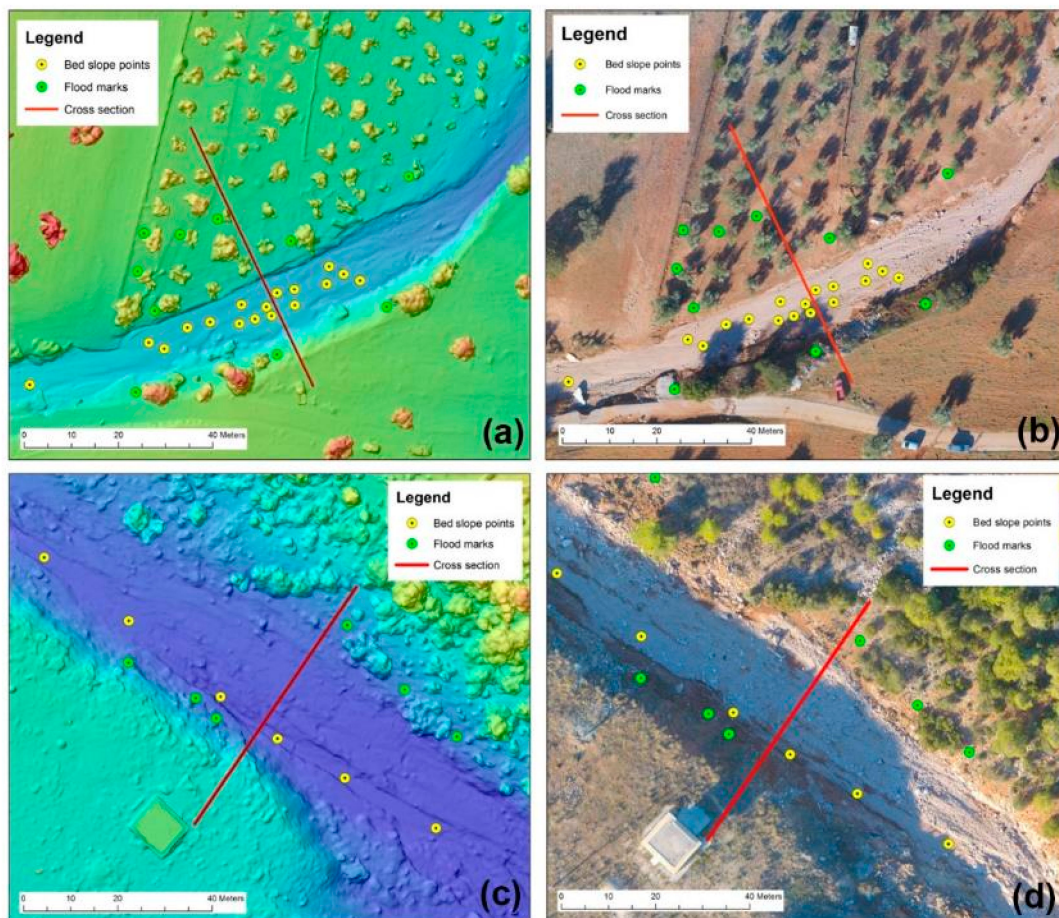 Legend
Bed slope points
Flood marks
Cross section
0 10 20 40 Meters
(a)
Legend
Bed slope points
Flood marks
Cross section
0 10 20 40 Meters
(b)
Legend
Bed slope points
Flood marks
Cross section
0 10 20 40 Meters
(c)
Legend
Bed slope points
Flood marks
Cross section
0 10 20 40 Meters
(d)